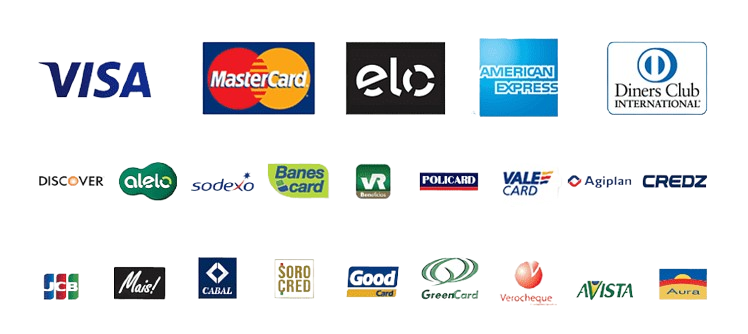 VISA
MasterCard
elo
AMERICAN
EXPRESS
Diners Club
INTERNATIONAL®
DISCOVER
alelo
sodexo
Banes
card
VR
Benefícios
POLICARD
VALE
CARD
Agiplan
CREDZ
JCB
Mais!
CABAL
SORO
CRED
Good
Card
GreenCard
Verocheque
AVISTA
Aura